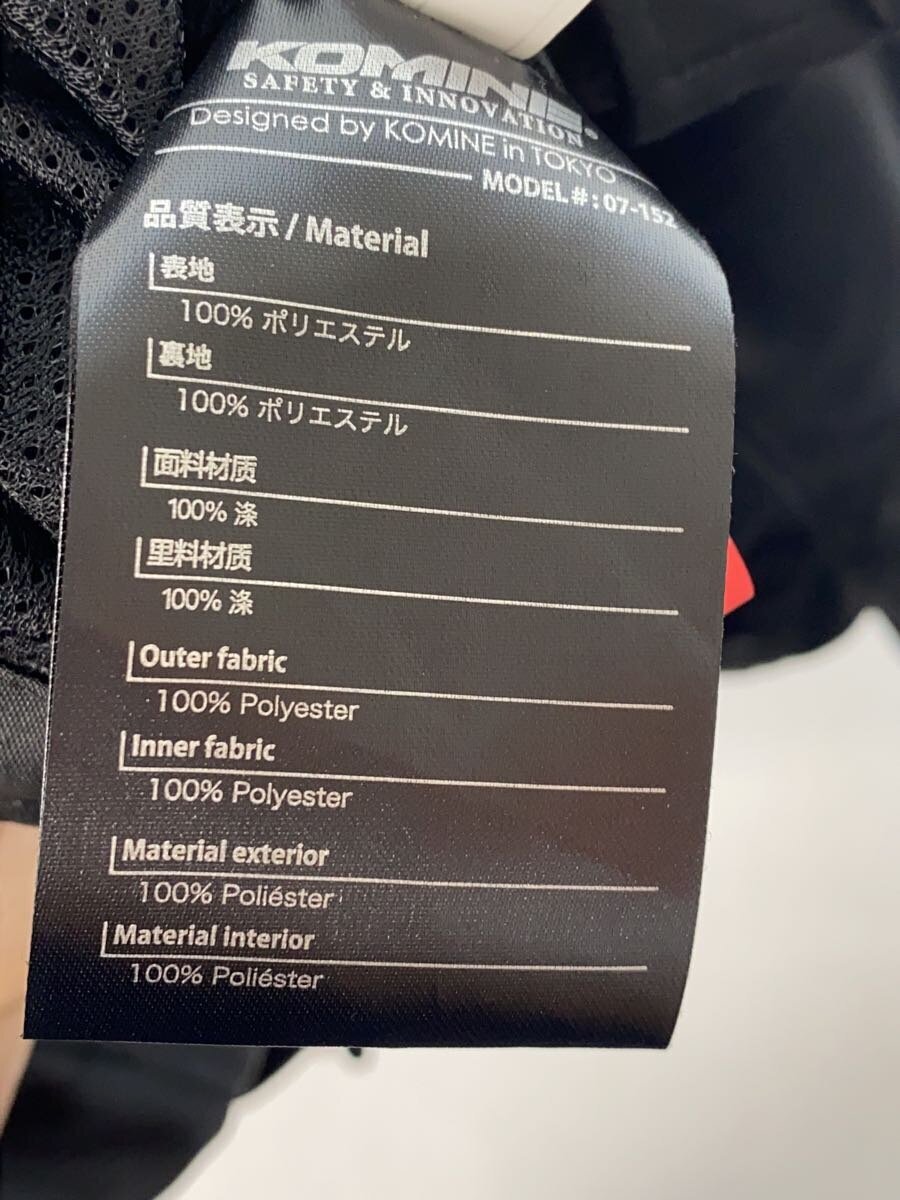 KOMINE
SAFETY & INNOVATION®
Designed by KOMINE in TOKYO
MODEL #: 07-152
品質表示 / Material
表地
100% ポリエステル
裏地
100% ポリエステル
面料材质
100% 涤
里料材质
100% 涤
Outer fabric
100% Polyester
Inner fabric
100% Polyester
Material exterior
100% Poliéster
Material interior
100% Poliéster